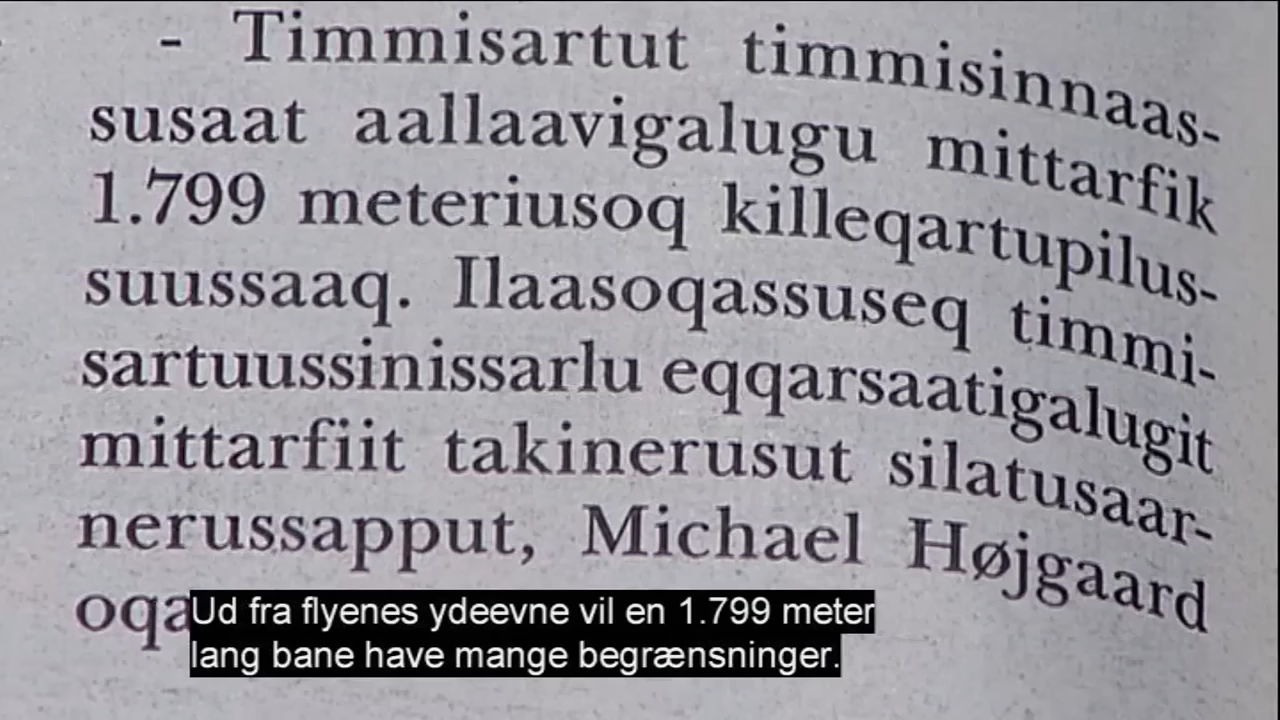 - Timmisartut timmisinnaas-
susaat aallaavigalugu mittarfik
1.799 meteriusoq killeqartupilus-
suussaaq. Ilaasoqassuseq timmi-
sartuussinissarlu eqqarsaatigalugit
mittarfiit takinerusut silatusaar-
nerussapput, Michael Højgaard
Ud fra flyenes ydeevne vil en 1.799 meter
lang bane have mange begrænsninger.